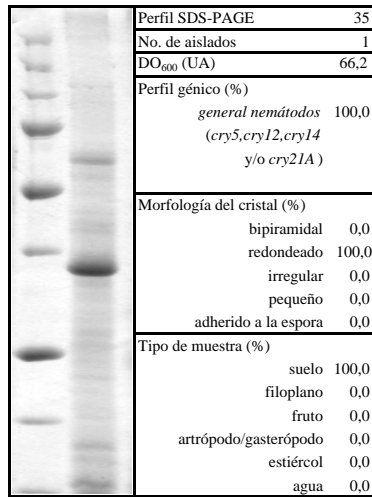 Perfil SDS-PAGE 35
No. de aislados 1
DO600 (UA) 66,2
Perfil génico (%)
general nemátodos 100,0
(cry5,cry12,cry14
y/o cry21A )
Morfología del cristal (%)
bipiramidal 0,0
redondeado 100,0
irregular 0,0
pequeño 0,0
adherido a la espora 0,0
Tipo de muestra (%)
suelo 100,0
filoplano 0,0
fruto 0,0
artrópodo/gasterópodo 0,0
estiércol 0,0
agua 0,0